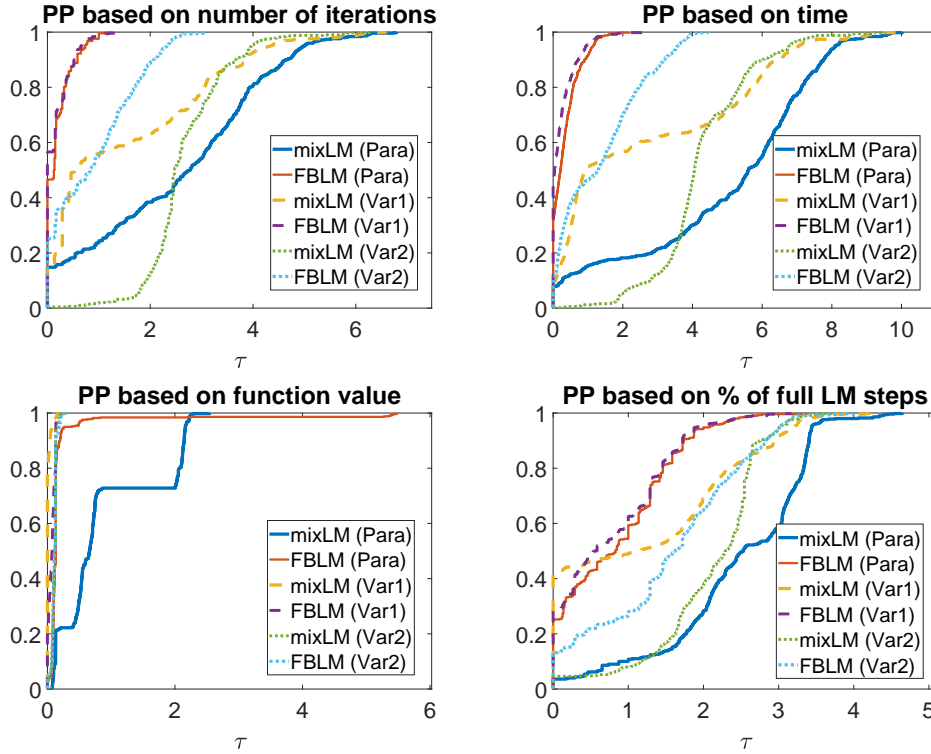 PP based on number of iterations
1
0.8
0.6
0.4
0.2
0
0
2
4
6
τ
mixLM (Para)
FBLM (Para)
mixLM (Var1)
FBLM (Var1)
mixLM (Var2)
FBLM (Var2)
PP based on time
1
0.8
0.6
0.4
0.2
0
0
2
4
6
8
10
τ
mixLM (Para)
FBLM (Para)
mixLM (Var1)
FBLM (Var1)
mixLM (Var2)
FBLM (Var2)
PP based on function value
1
0.8
0.6
0.4
0.2
0
0
2
4
6
τ
mixLM (Para)
FBLM (Para)
mixLM (Var1)
FBLM (Var1)
mixLM (Var2)
FBLM (Var2)
PP based on % of full LM steps
1
0.8
0.6
0.4
0.2
0
0
1
2
3
4
5
τ
mixLM (Para)
FBLM (Para)
mixLM (Var1)
FBLM (Var1)
mixLM (Var2)
FBLM (Var2)